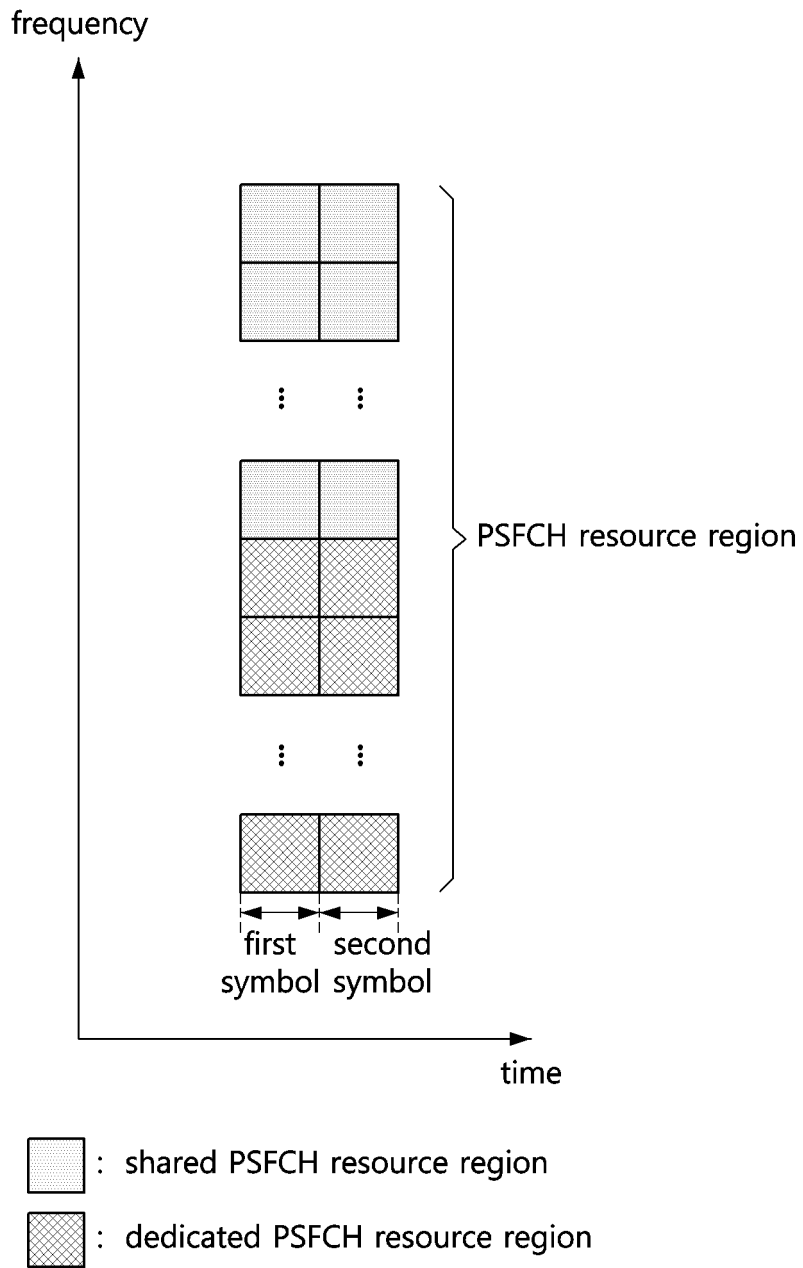 frequency
PSFCH resource region
first
symbol
second
symbol
time
: shared PSFCH resource region
: dedicated PSFCH resource region